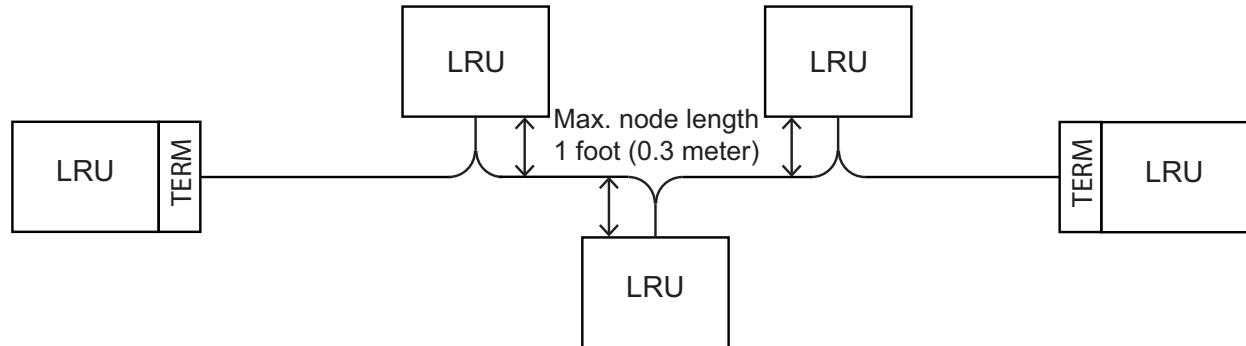 LRU
LRU
Max. node length
1 foot (0.3 meter)
LRU
TERM
TERM
LRU
LRU